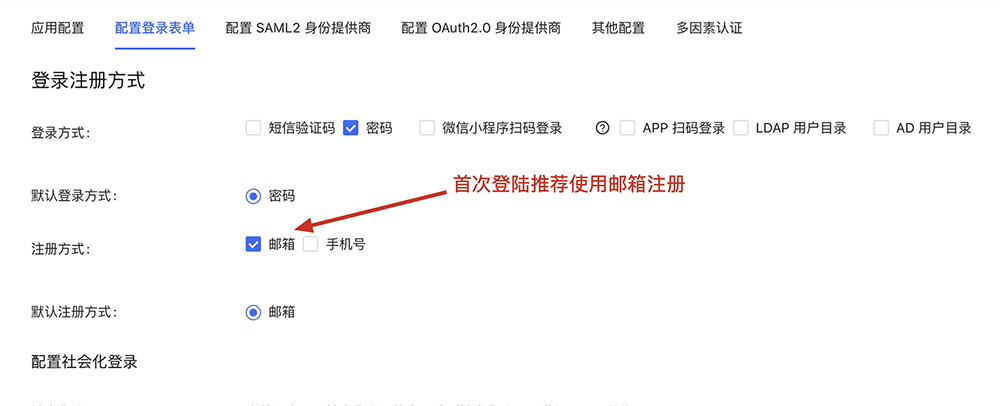 应用配置 配置登录表单 配置 SAML2 身份提供商 配置 OAuth2.0 身份提供商 其他配置 多因素认证
登录注册方式
登录方式: 短信验证码 密码 微信小程序扫码登录 APP 扫码登录 LDAP 用户目录 AD 用户目录
首次登陆推荐使用邮箱注册
默认登录方式: 密码
注册方式: 邮箱 手机号
默认注册方式: 邮箱
配置社会化登录